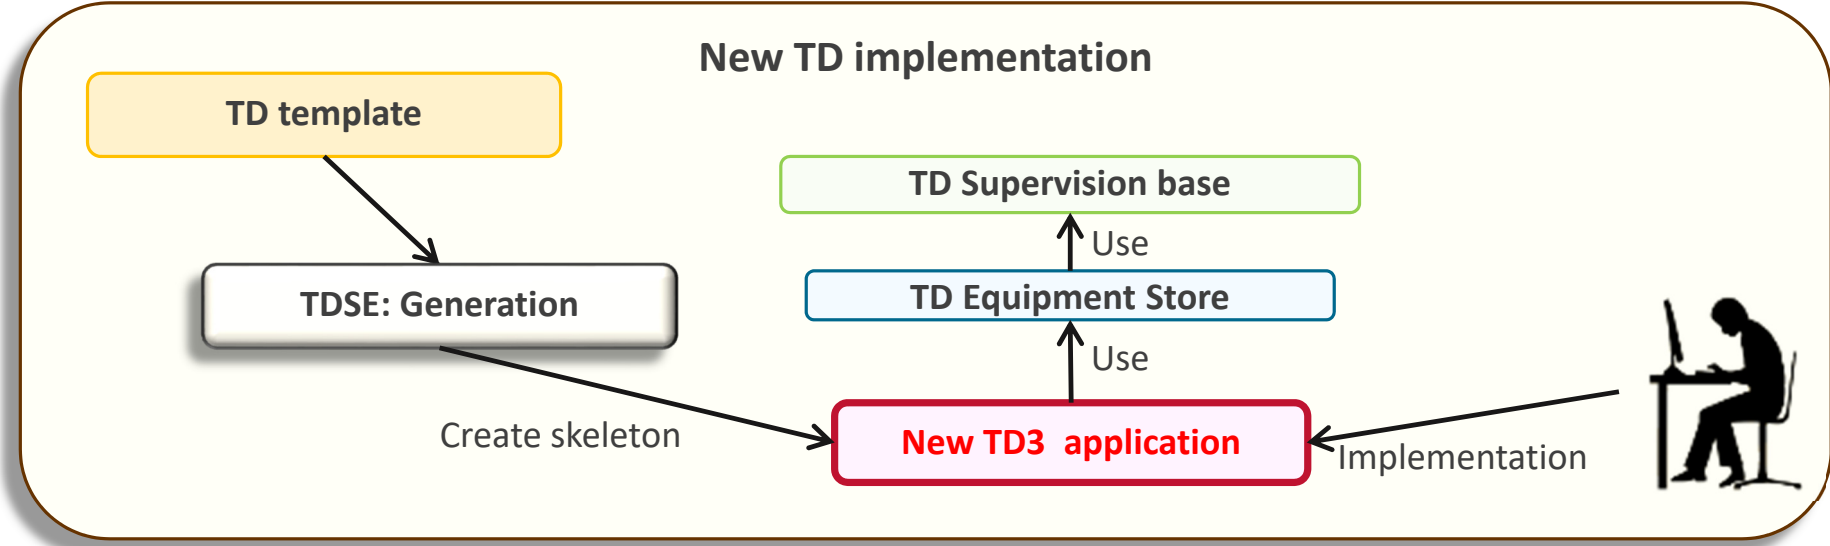 New TD implementation
TD template
TD Supervision base
Use
TDSE: Generation
TD Equipment Store
Use
Create skeleton
New TD3  application
Implementation